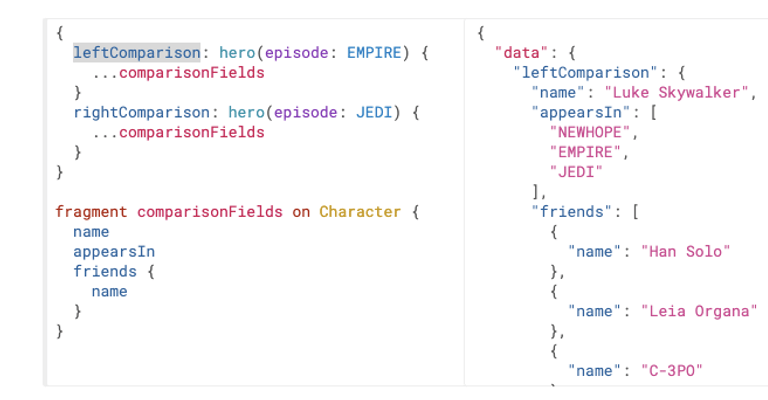 {
  leftComparison: hero(episode: EMPIRE) {
    ...comparisonFields
  }
  rightComparison: hero(episode: JEDI) {
    ...comparisonFields
  }
}
fragment comparisonFields on Character {
  name
  appearsIn
  friends {
    name
  }
}
{
  "data": {
    "leftComparison": {
      "name": "Luke Skywalker",
      "appearsIn": [
        "NEWHOPE",
        "EMPIRE",
        "JEDI"
      ],
      "friends": [
        {
          "name": "Han Solo"
        },
        {
          "name": "Leia Organa"
        },
        {
          "name": "C-3PO"